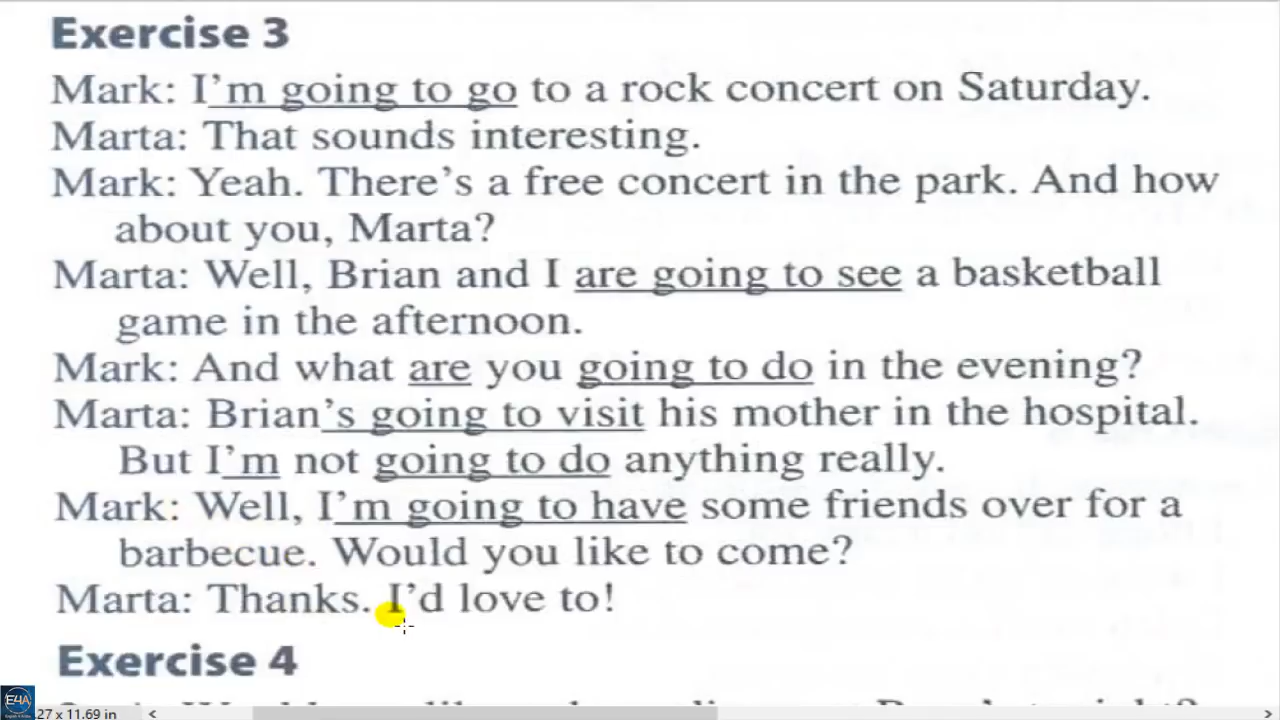 Exercise 3
Mark: I'm going to go to a rock concert on Saturday.
Marta: That sounds interesting.
Mark: Yeah. There's a free concert in the park. And how
about you, Marta?
Marta: Well, Brian and I are going to see a basketball
game in the afternoon.
Mark: And what are you going to do in the evening?
Marta: Brian's going to visit his mother in the hospital.
But I'm not going to do anything really.
Mark: Well, I'm going to have some friends over for a
barbecue. Would you like to come?
Marta: Thanks. I'd love to!
Exercise 4
E4A
27 x 11.69 in